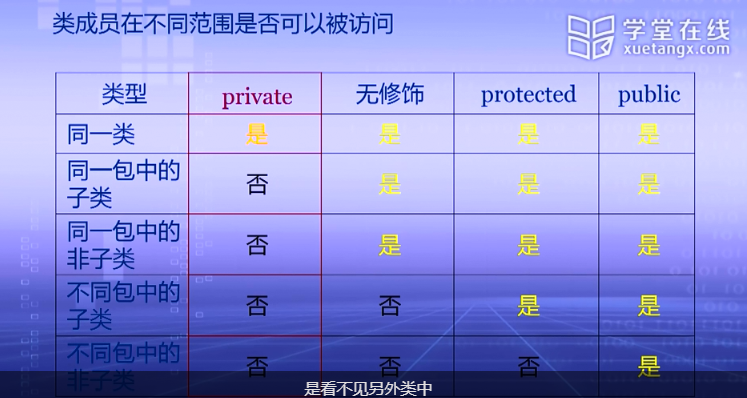 类成员在不同范围是否可以被访问
学堂在线
xuetangx.com
类型 private 无修饰 protected public
同一类 是 是 是 是
同一包中的
子类 否 是 是 是
同一包中的
非子类 否 是 是 是
不同包中的
子类 否 否 是 是
不同包中的
非子类 否 否 否 是
是看不见另外类中